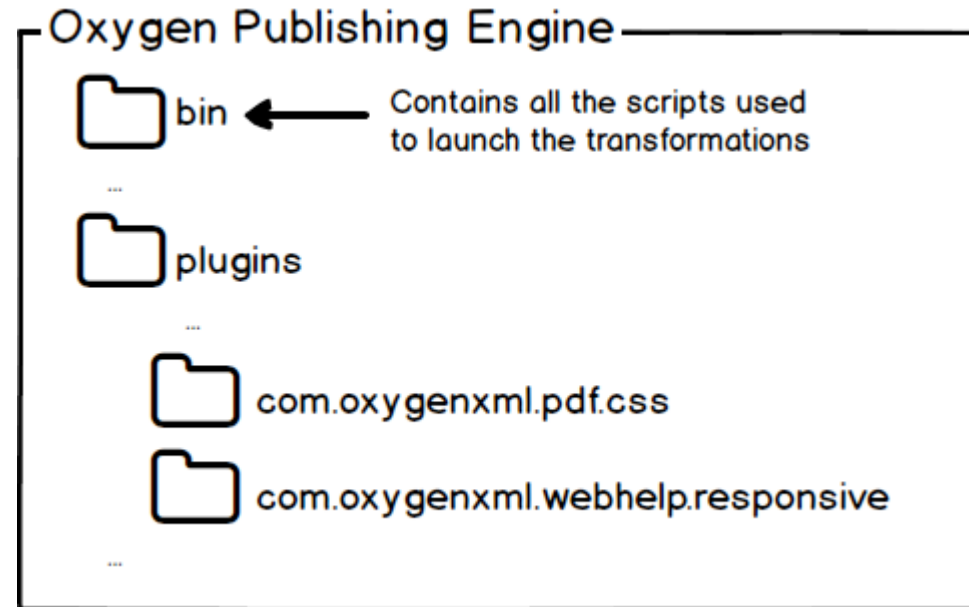 Oxygen Publishing Engine
bin
Contains all the scripts used
to launch the transformations
...
plugins
...
com.oxygenxml.pdf.css
com.oxygenxml.webhelp.responsive
...